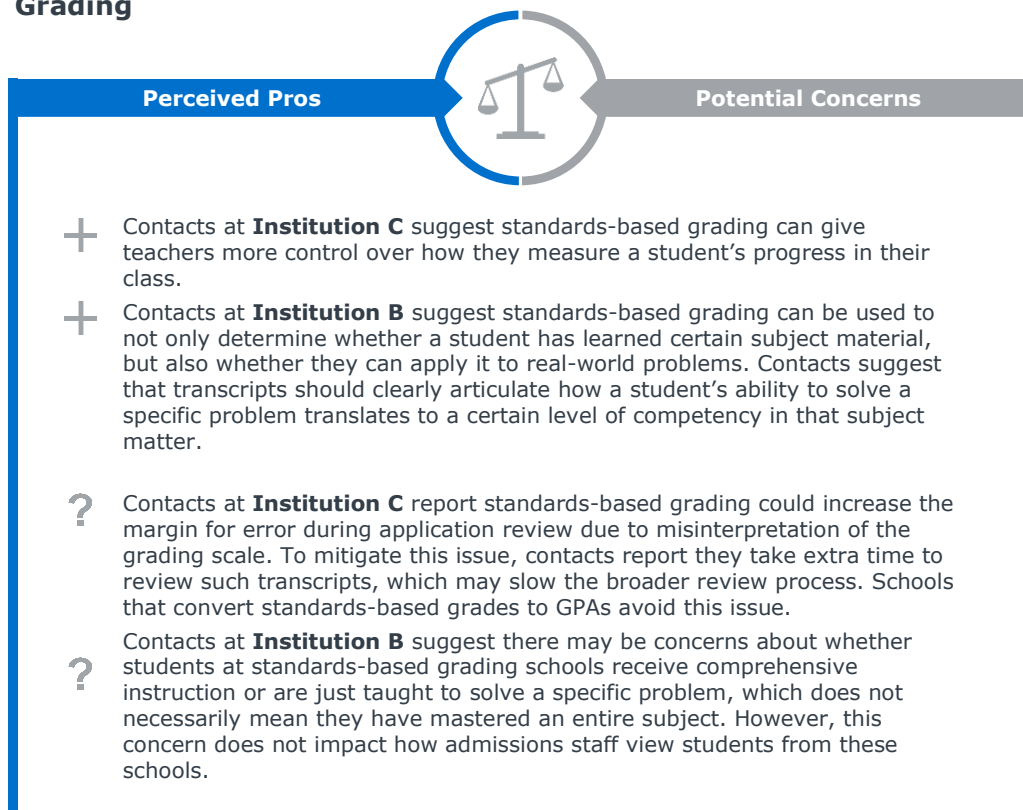 Grading
Perceived Pros
Potential Concerns
+ Contacts at Institution C suggest standards-based grading can give
teachers more control over how they measure a student’s progress in their
class.
+ Contacts at Institution B suggest standards-based grading can be used to
not only determine whether a student has learned certain subject material,
but also whether they can apply it to real-world problems. Contacts suggest
that transcripts should clearly articulate how a student’s ability to solve a
specific problem translates to a certain level of competency in that subject
matter.
? Contacts at Institution C report standards-based grading could increase the
margin for error during application review due to misinterpretation of the
grading scale. To mitigate this issue, contacts report they take extra time to
review such transcripts, which may slow the broader review process. Schools
that convert standards-based grades to GPAs avoid this issue.
? Contacts at Institution B suggest there may be concerns about whether
students at standards-based grading schools receive comprehensive
instruction or are just taught to solve a specific problem, which does not
necessarily mean they have mastered an entire subject. However, this
concern does not impact how admissions staff view students from these
schools.